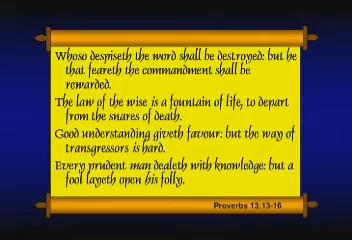 Whoso despiseth the word shall be destroyed: but he
that feareth the commandment shall be
rewarded.
The law of the wise is a fountain of life, to depart
from the snares of death.
Good understanding giveth favour: but the way of
transgressors is hard.
Every prudent man dealeth with knowledge: but a
fool layeth open his folly.
Proverbs 13:13-16